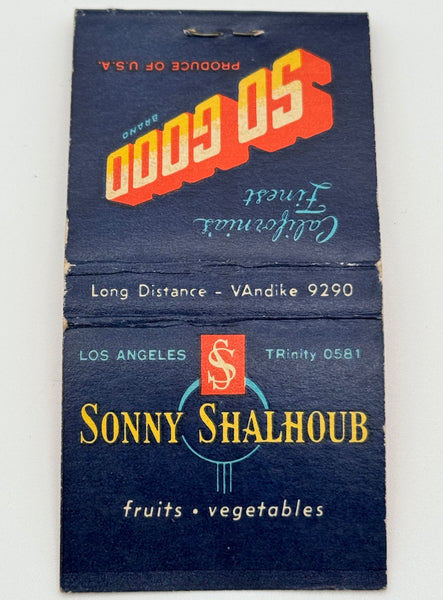 PRODUCE OF U.S.A.
SO GOOD
BRAND
California's
Finest
Long Distance - VAndike 9290
LOS ANGELES
SS
TRinity 0581
SONNY SHALHOUB
fruits • vegetables